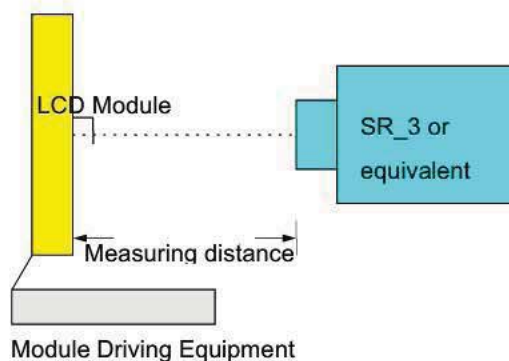 LCD Module
SR_3 or
equivalent
Measuring distance
Module Driving Equipment